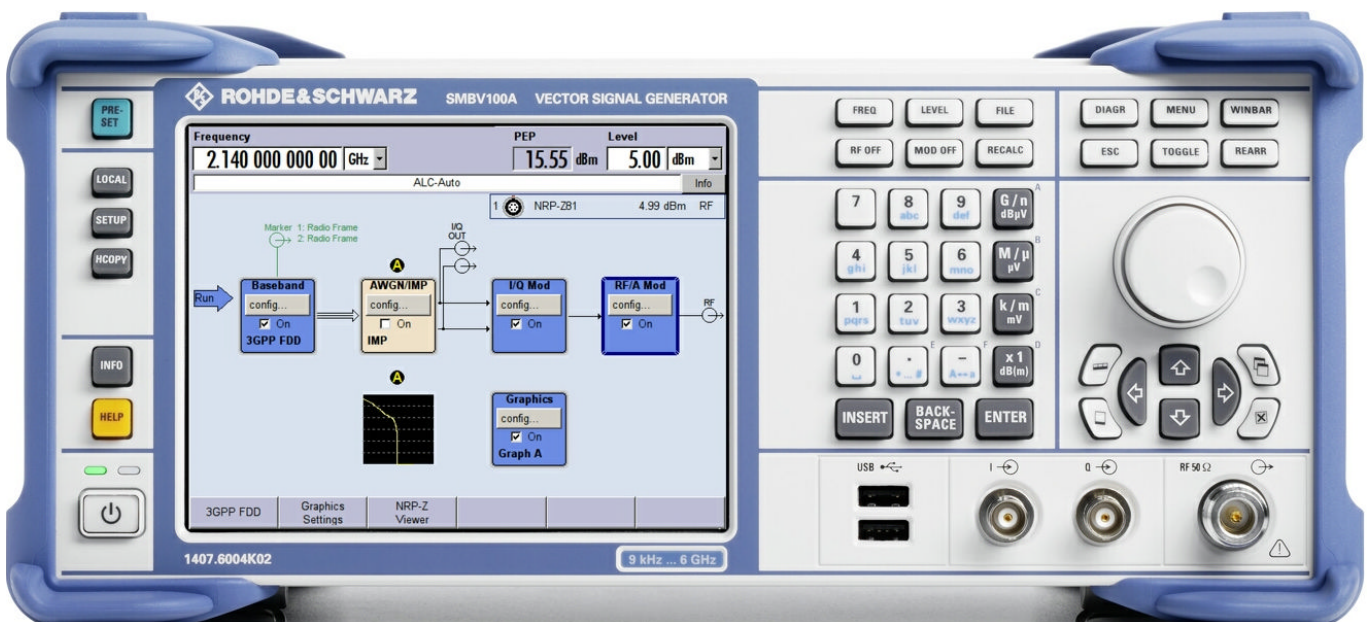 ROHDE&SCHWARZ SMBV100A VECTOR SIGNAL GENERATOR
PRE-
SET
LOCAL
SETUP
HCOPY
INFO
HELP
Frequency PEP Level
2.140 000 000 00 GHz 15.55 dBm 5.00 dBm
ALC-Auto Info
1 NRP-Z81 4.99 dBm RF
Marker 1: Radio Frame
2: Radio Frame
I/Q
OUT
A
Run
Baseband
config...
On
3GPP FDD
AWGN/IMP
config...
On
IMP
I/Q Mod
config...
On
RF/A Mod
config...
On
RF
A
Graphics
config...
On
Graph A
3GPP FDD
Graphics
Settings
NRP-Z
Viewer
1407.6004K02
9 kHz ... 6 GHz
FREQ LEVEL FILE
RF OFF MOD OFF RECALC
DIAGR MENU WINBAR
ESC TOGGLE REARR
7 8 abc 9 def G/n dBµV A
4 ghi 5 jkl 6 mno M/µ µV B
1 pqrs 2 tuv 3 wxyz k/m mV C
0 . * ... # E – A↔a F x1 dB(m) D
INSERT
BACK-
SPACE
ENTER
USB I Q RF 50 Ω